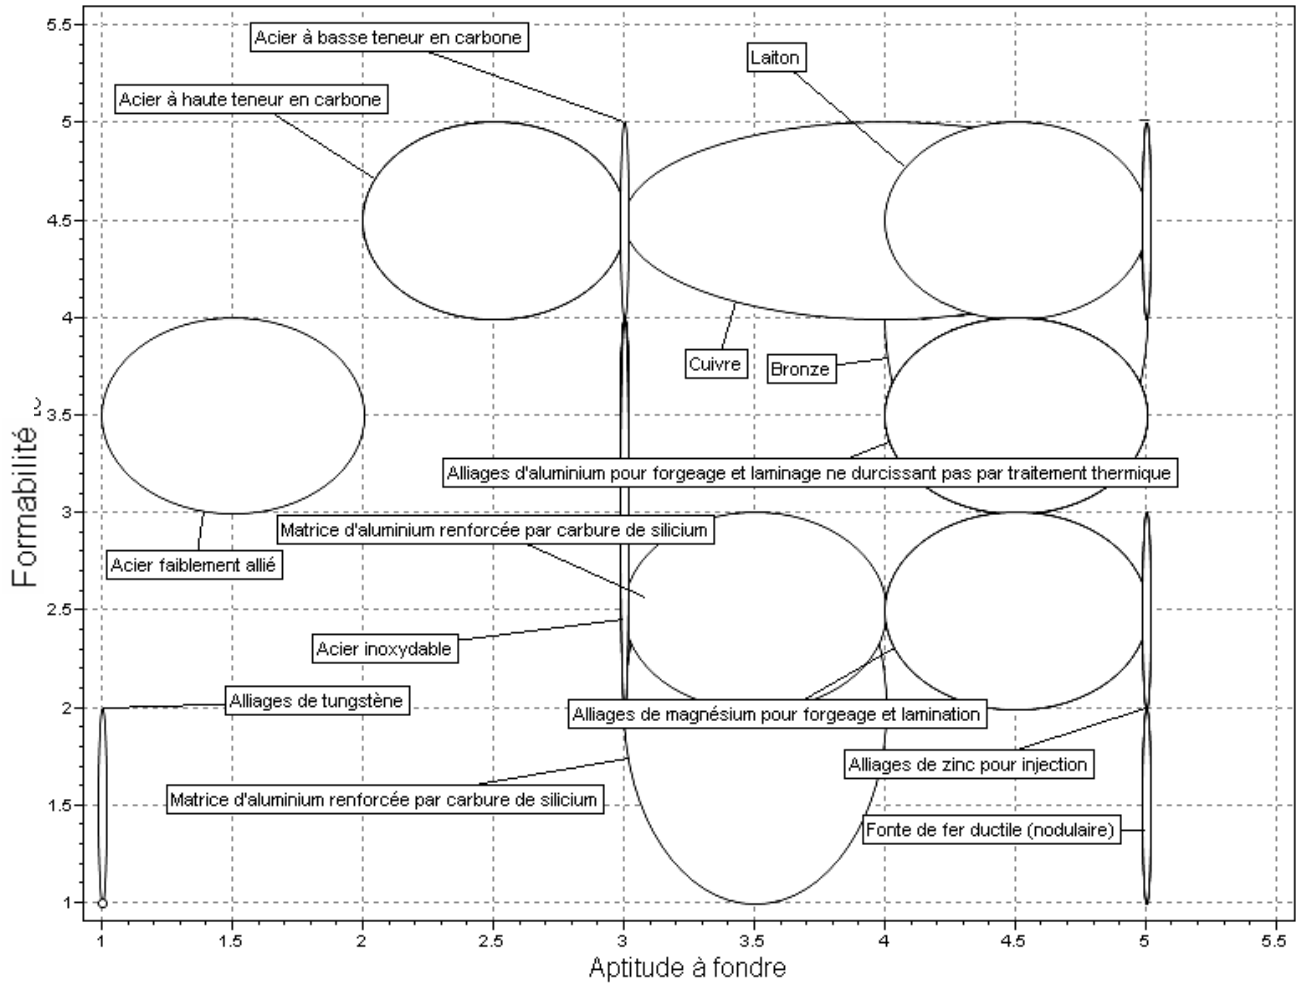 5.5
Acier à basse teneur en carbone
Laiton
Acier à haute teneur en carbone
5
4.5
4
Cuivre
Bronze
3.5
Formabilité
Alliages d'aluminium pour forgeage et laminage ne durcissant pas par traitement thermique
3
Matrice d'aluminium renforcée par carbure de silicium
Acier faiblement allié
2.5
Acier inoxydable
Alliages de tungstène
2
Alliages de magnésium pour forgeage et lamination
Alliages de zinc pour injection
Matrice d'aluminium renforcée par carbure de silicium
1.5
Fonte de fer ductile (nodulaire)
1
1 1.5 2 2.5 3 3.5 4 4.5 5 5.5
Aptitude à fondre